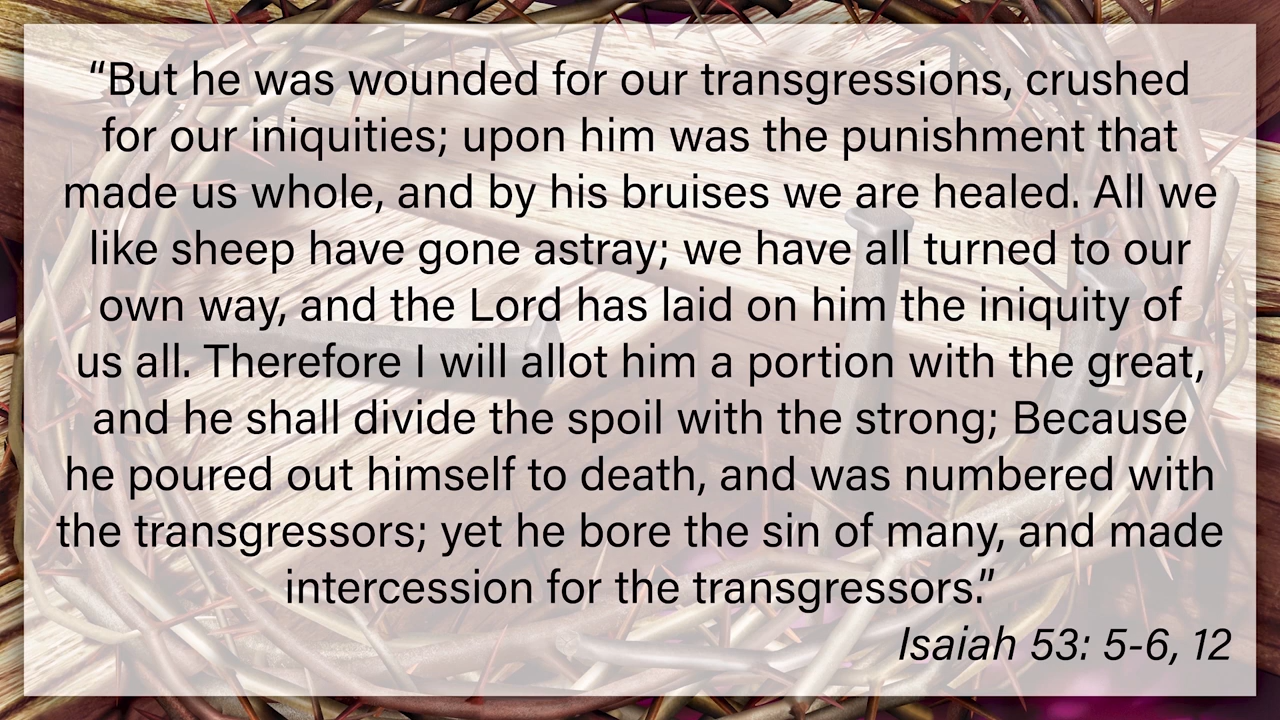 “But he was wounded for our transgressions, crushed
for our iniquities; upon him was the punishment that
made us whole, and by his bruises we are healed. All we
like sheep have gone astray; we have all turned to our
own way, and the Lord has laid on him the iniquity of
us all. Therefore I will allot him a portion with the great,
and he shall divide the spoil with the strong; Because
he poured out himself to death, and was numbered with
the transgressors; yet he bore the sin of many, and made
intercession for the transgressors.”
Isaiah 53: 5-6, 12